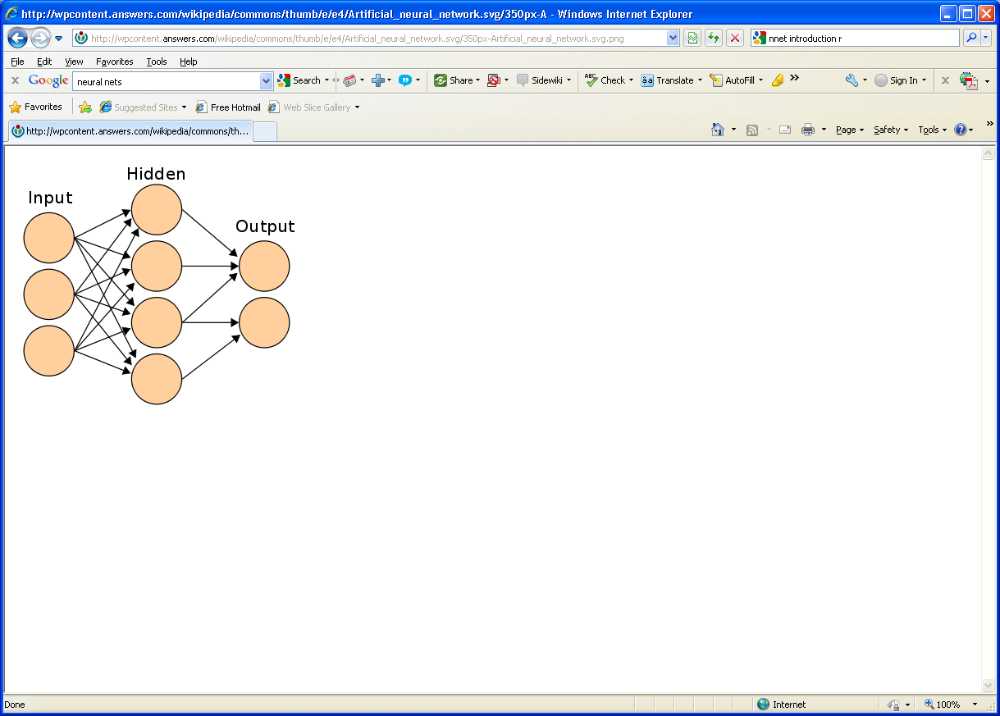 http://wpcontent.answers.com/wikipedia/commons/thumb/e/e4/Artificial_neural_network.svg/350px-A - Windows Internet Explorer
http://wpcontent.answers.com/wikipedia/commons/thumb/e/e4/Artificial_neural_network.svg/350px-Artificial_neural_network.svg.png nnet introduction r
File Edit View Favorites Tools Help
x Google neural nets Search Share Sidewiki ABC Check âa Translate AutoFill » Sign In x
Favorites Suggested Sites Free Hotmail Web Slice Gallery
http://wpcontent.answers.com/wikipedia/commons/th... Page Safety Tools ? »
Hidden
Input
Output
Done Internet 100%